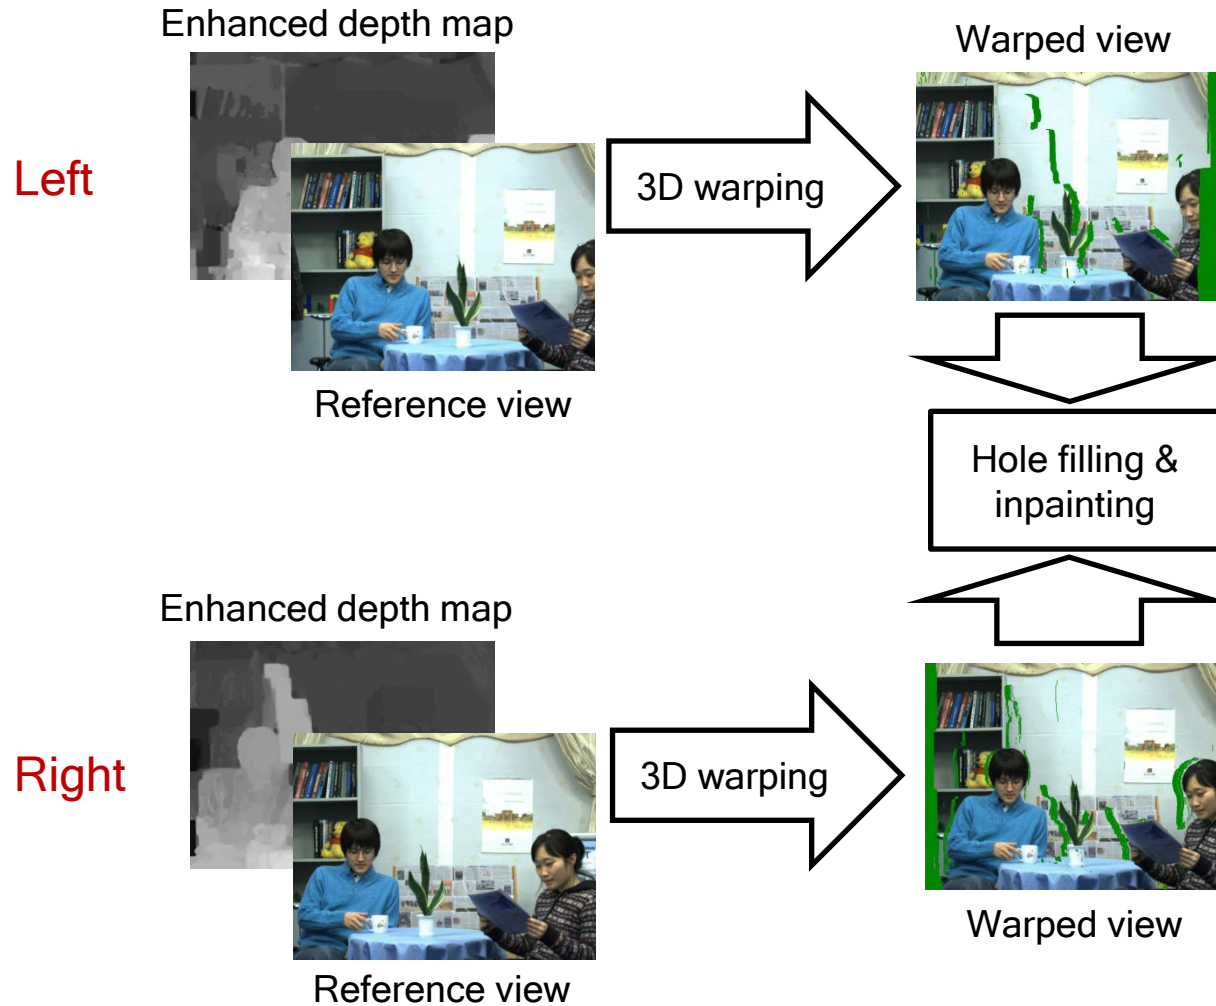 Enhanced depth map
Warped view
Left
3D warping
Reference view
Hole filling &
inpainting
Enhanced depth map
Right
3D warping
Warped view
Reference view